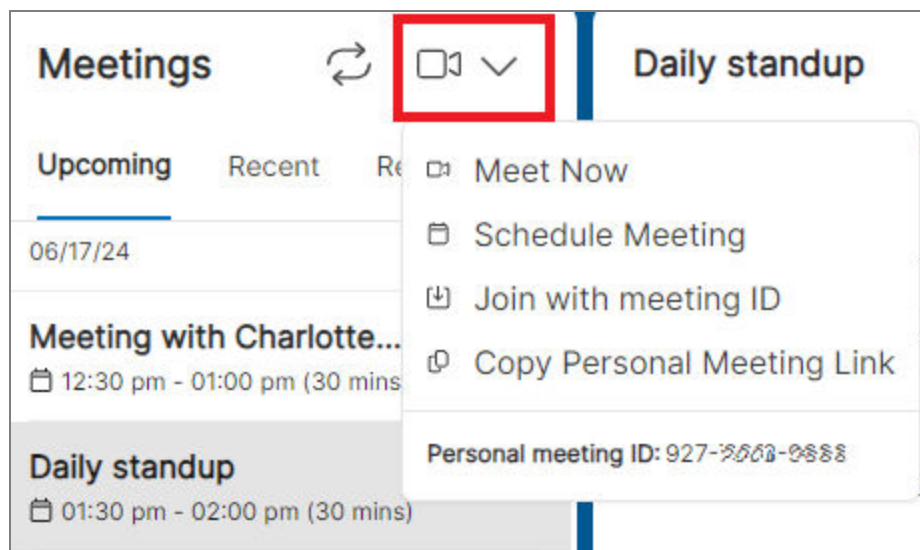 Meetings
Daily standup
Upcoming Recent
06/17/24
Meeting with Charlotte...
12:30 pm - 01:00 pm (30 mins
Daily standup
01:30 pm - 02:00 pm (30 mins)
Meet Now
Schedule Meeting
Join with meeting ID
Copy Personal Meeting Link
Personal meeting ID: 927-